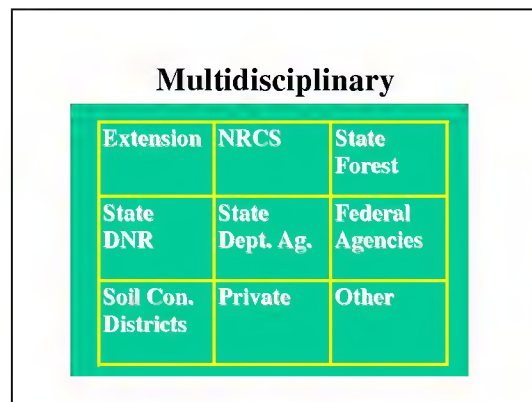 Multidisciplinary
Extension NRCS State
Forest
State State Federal
DNR Dept. Ag. Agencies
Soil Con. Private Other
Districts